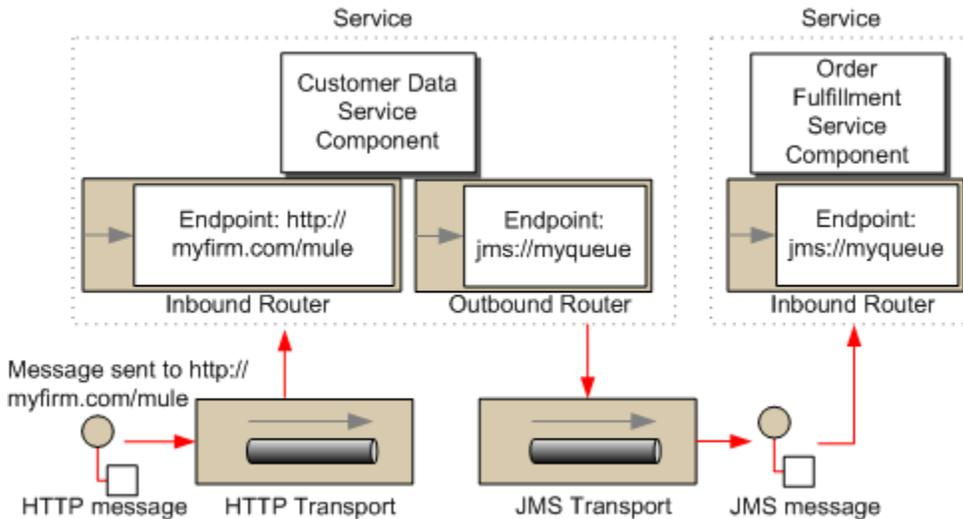 Service
Service
Customer Data
Service
Component
Order
Fulfillment
Service
Component
Endpoint: http://
myfirm.com/mule
Endpoint:
jms://myqueue
Endpoint:
jms://myqueue
Inbound Router
Outbound Router
Inbound Router
Message sent to http://
myfirm.com/mule
HTTP message
HTTP Transport
JMS Transport
JMS message